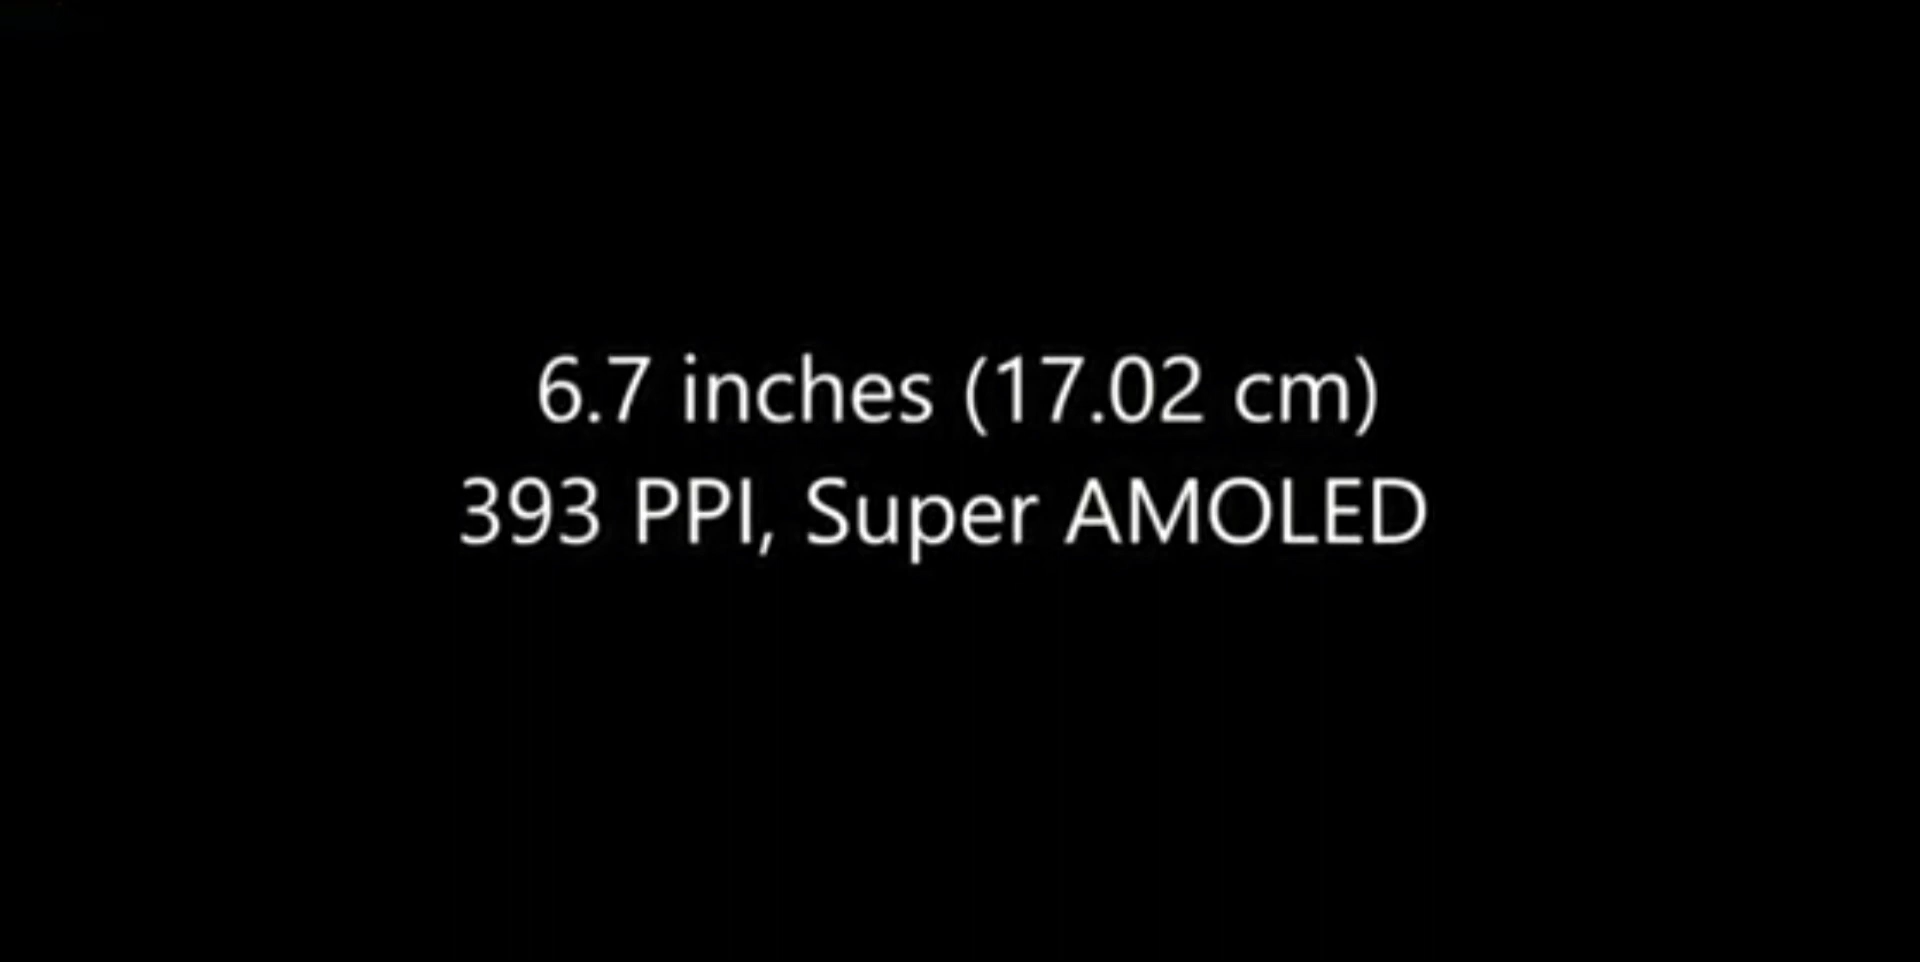 6.7 inches (17.02 cm)
393 PPI, Super AMOLED